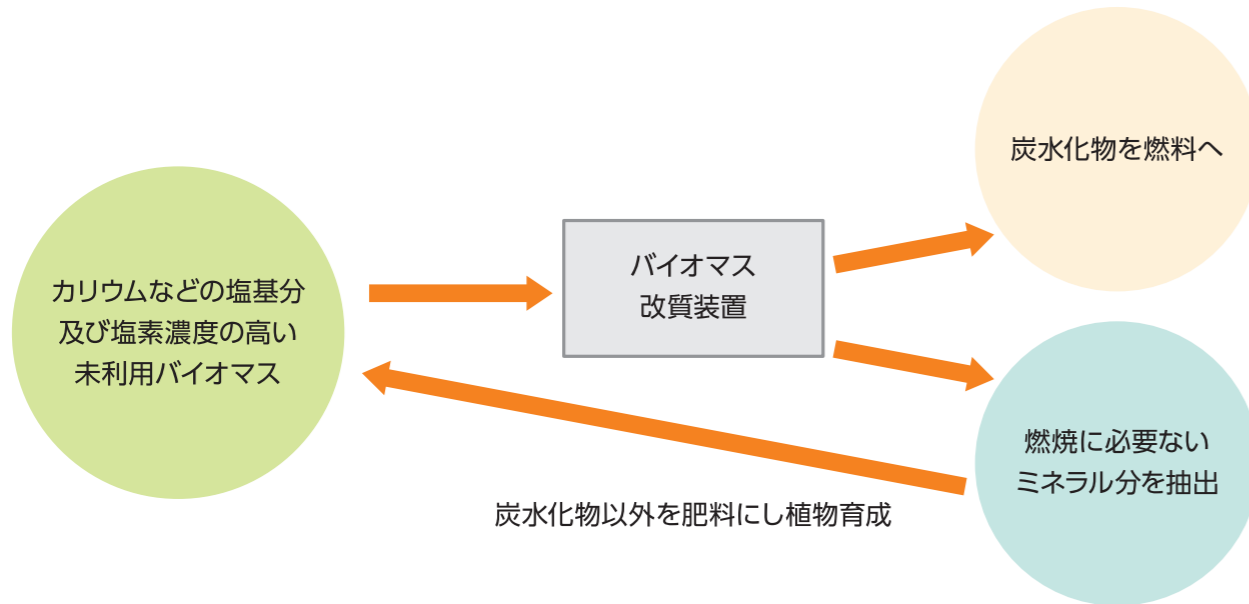 カリウムなどの塩基分
及び塩素濃度の高い
未利用バイオマス
バイオマス
改質装置
炭水化物を燃料へ
燃焼に必要ない
ミネラル分を抽出
炭水化物以外を肥料にし植物育成